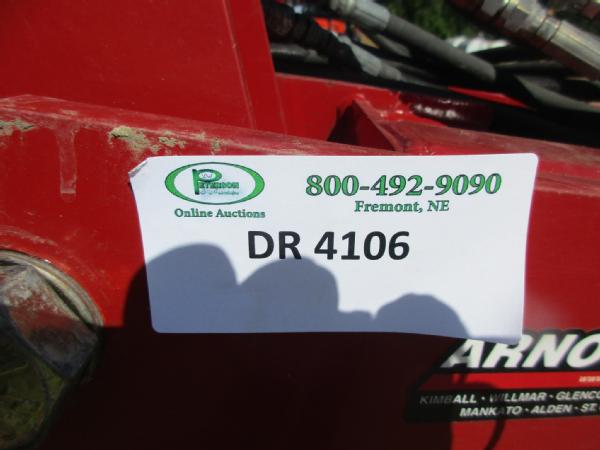 PETERSON
Online Auctions
800-492-9090
Fremont, NE
DR 4106
ARNO
KIMBALL • WILLMAR • GLENCO
MANKATO • ALDEN • ST.